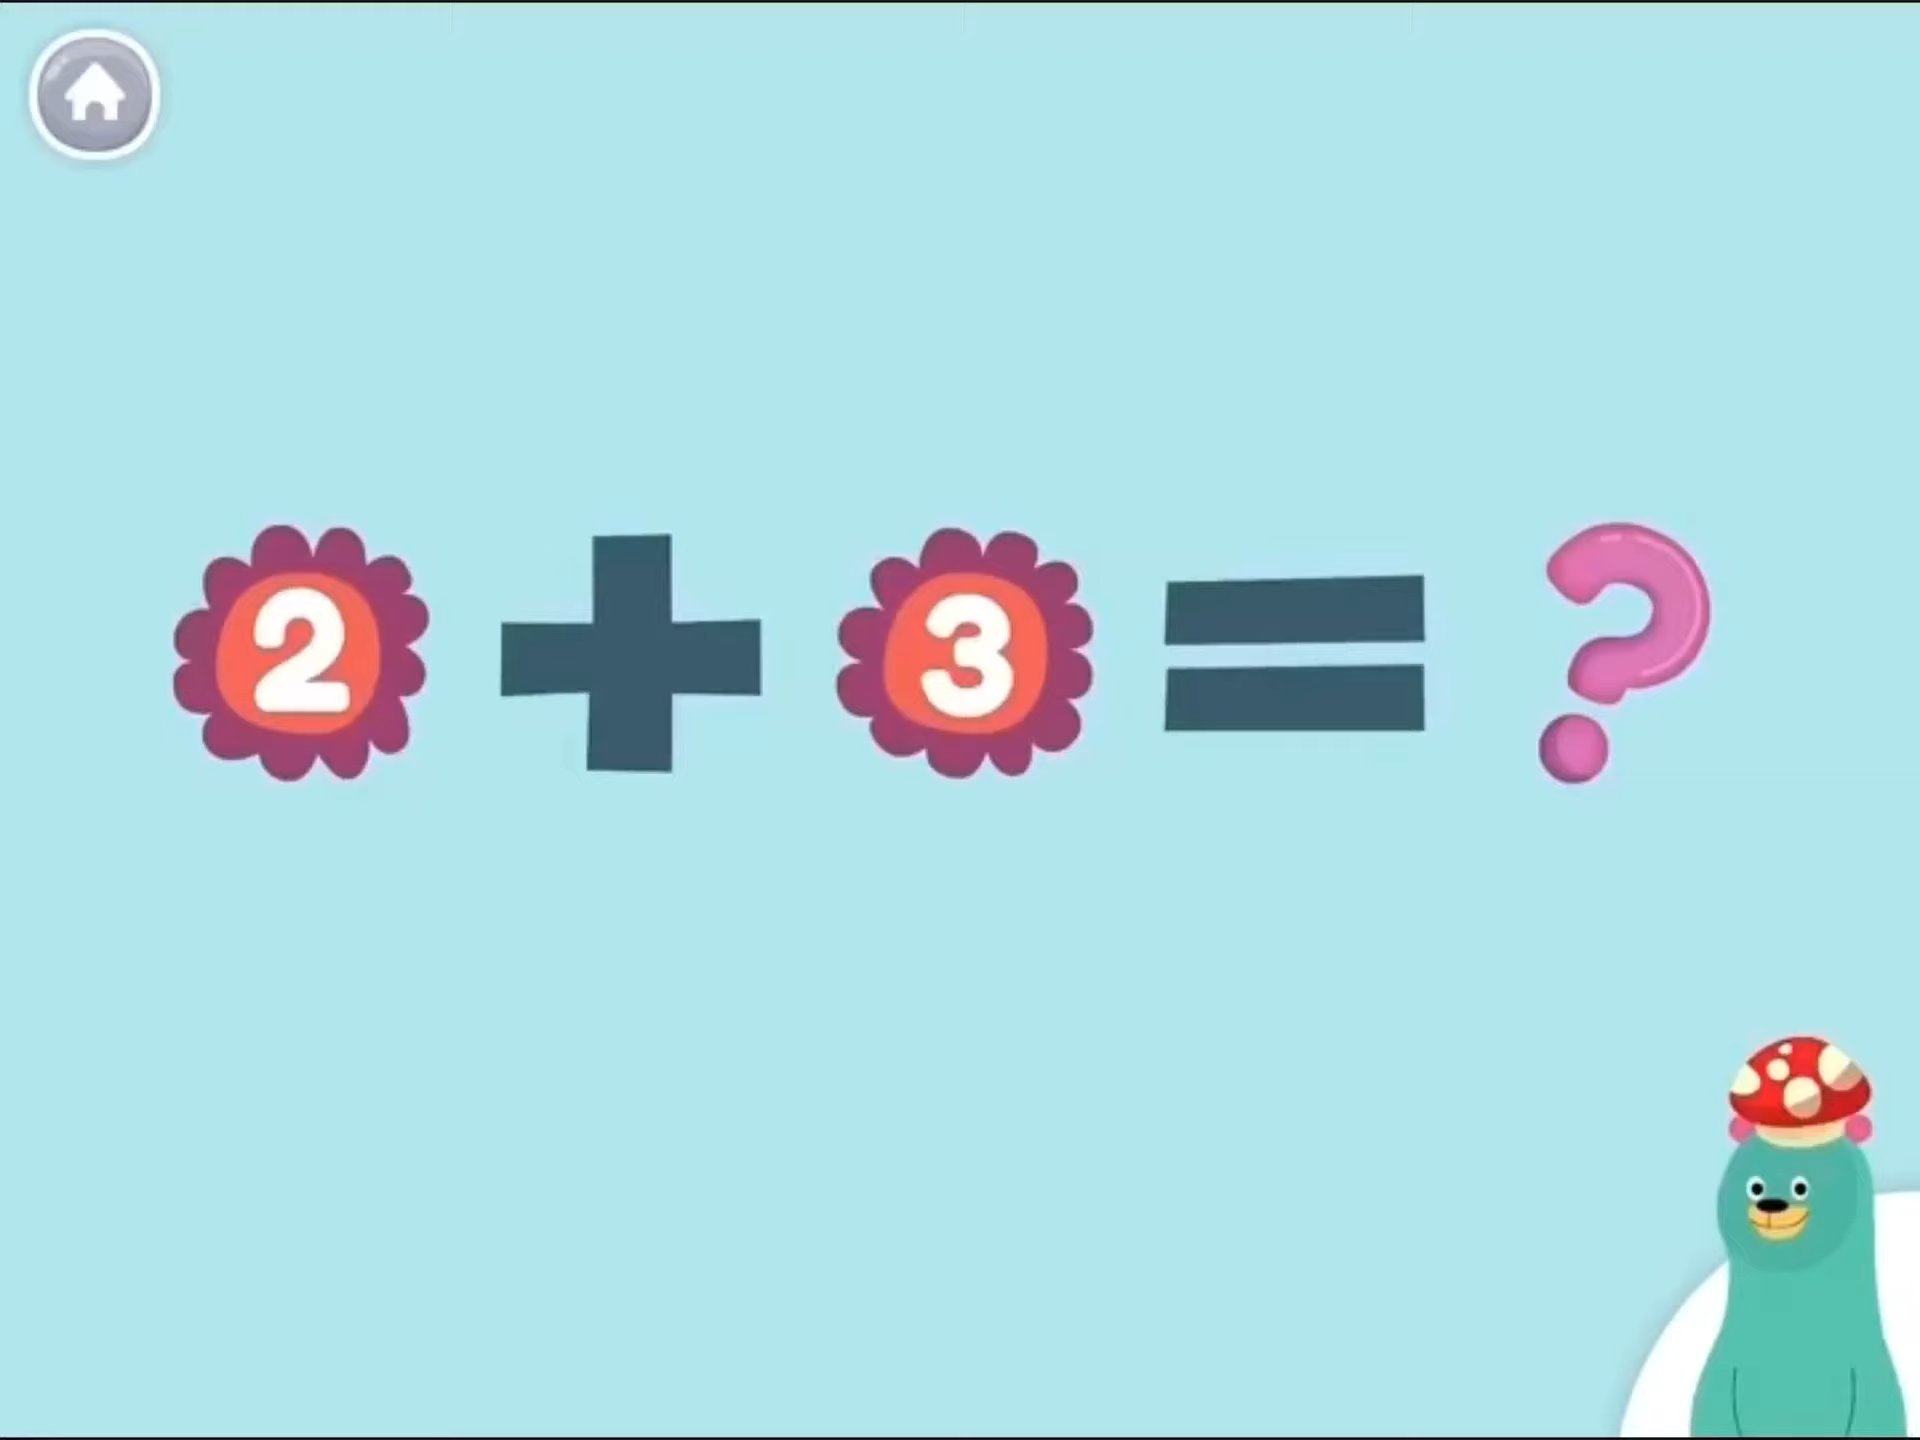 2 + 3 = ?